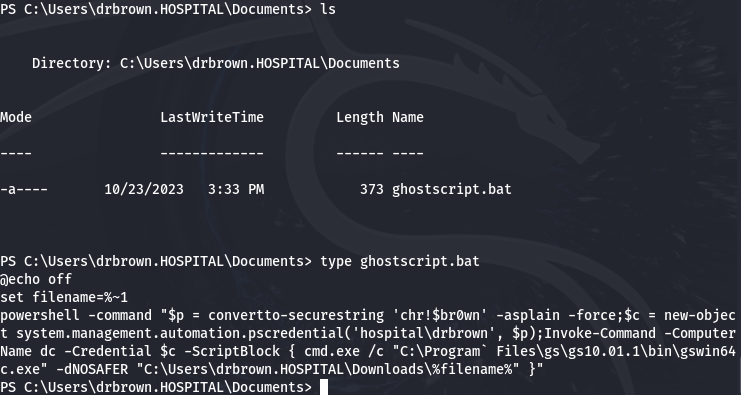 PS C:\Users\drbrown.HOSPITAL\Documents> ls
Directory: C:\Users\drbrown.HOSPITAL\Documents
Mode                LastWriteTime         Length Name
----                -------------         ------ ----
-a----       10/23/2023   3:33 PM            373 ghostscript.bat
PS C:\Users\drbrown.HOSPITAL\Documents> type ghostscript.bat
@echo off
set filename=%~1
powershell -command "$p = convertto-securestring 'chr!$br0wn' -asplain -force;$c = new-objec
t system.management.automation.pscredential('hospital\drbrown', $p);Invoke-Command -Computer
Name dc -Credential $c -ScriptBlock { cmd.exe /c "C:\Program` Files\gs\gs10.01.1\bin\gswin64
c.exe" -dNOSAFER "C:\Users\drbrown.HOSPITAL\Downloads\%filename%" }"
PS C:\Users\drbrown.HOSPITAL\Documents>